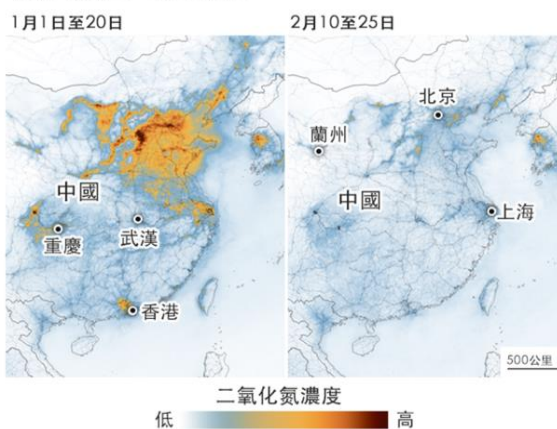 1月1日至20日
2月10至25日
北京
蘭州
中國
中國
重慶
武漢
上海
香港
500公里
二氧化氮濃度
低
高